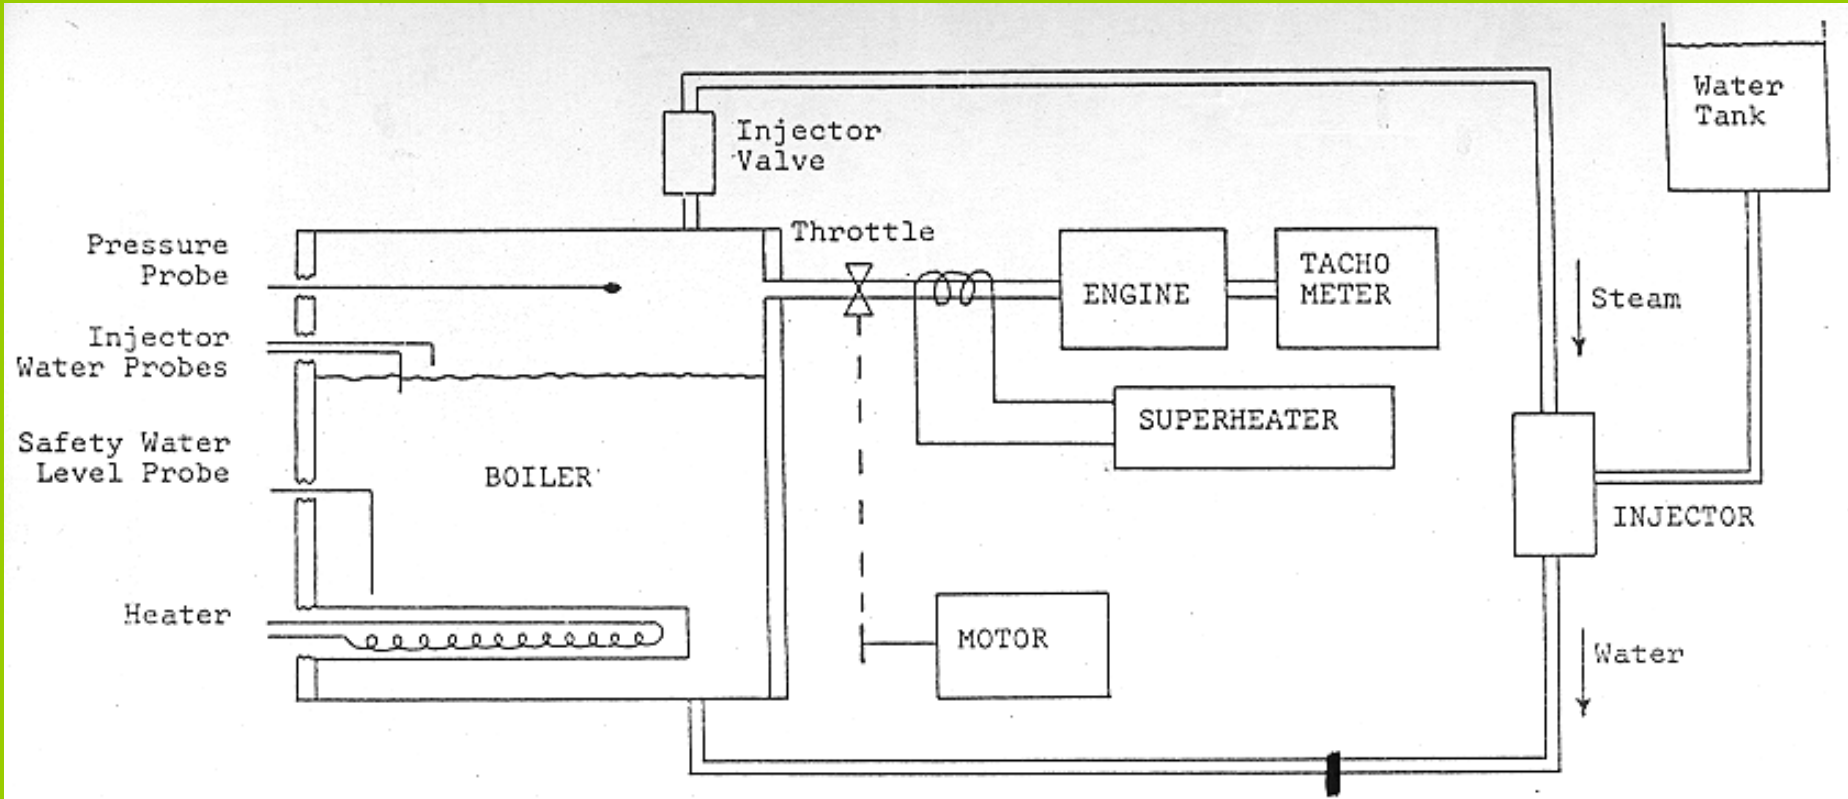 Water
Tank
Injector
Valve
Pressure
Probe
Throttle
TACHO
METER
ENGINE
Steam
Injector
Water Probes
SUPERHEATER
Safety Water
Level Probe
BOILER
INJECTOR
Heater
MOTOR
Water